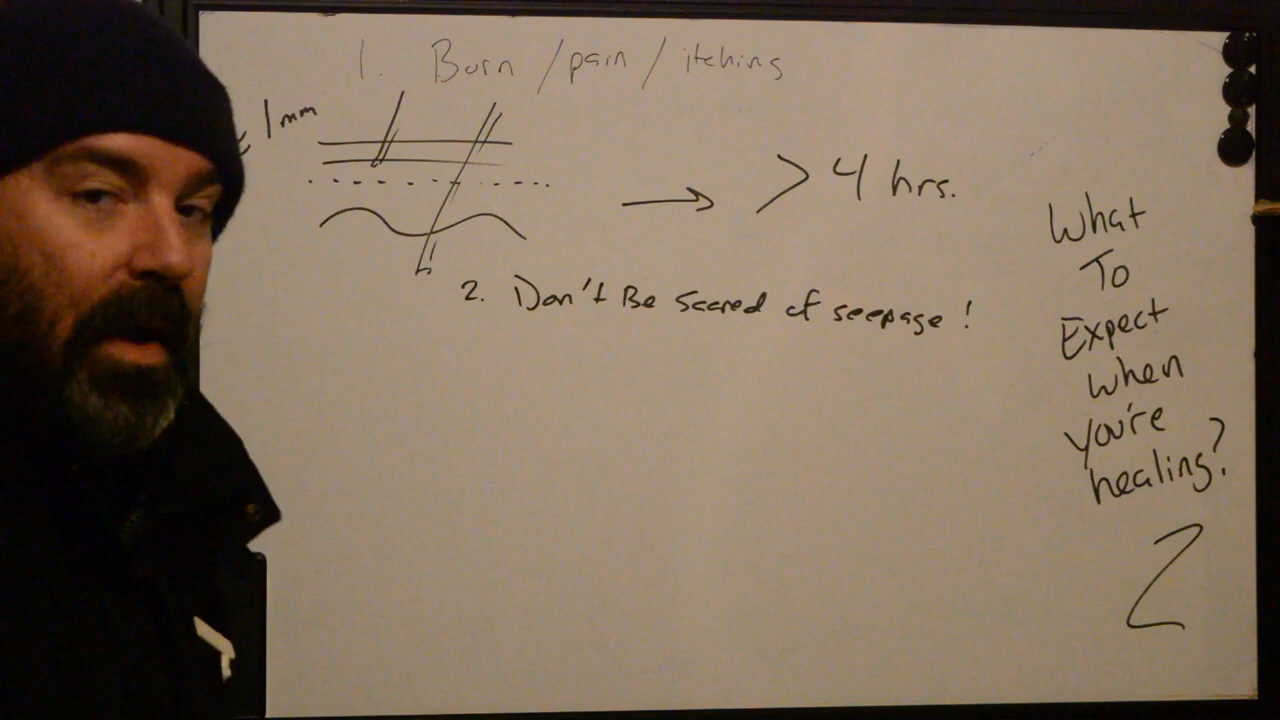 1. Burn / pain / itching
≤ 1mm
> 4 hrs.
2. Don't Be Scared of seepage !
What
To
Expect
when
you're
healing?
2